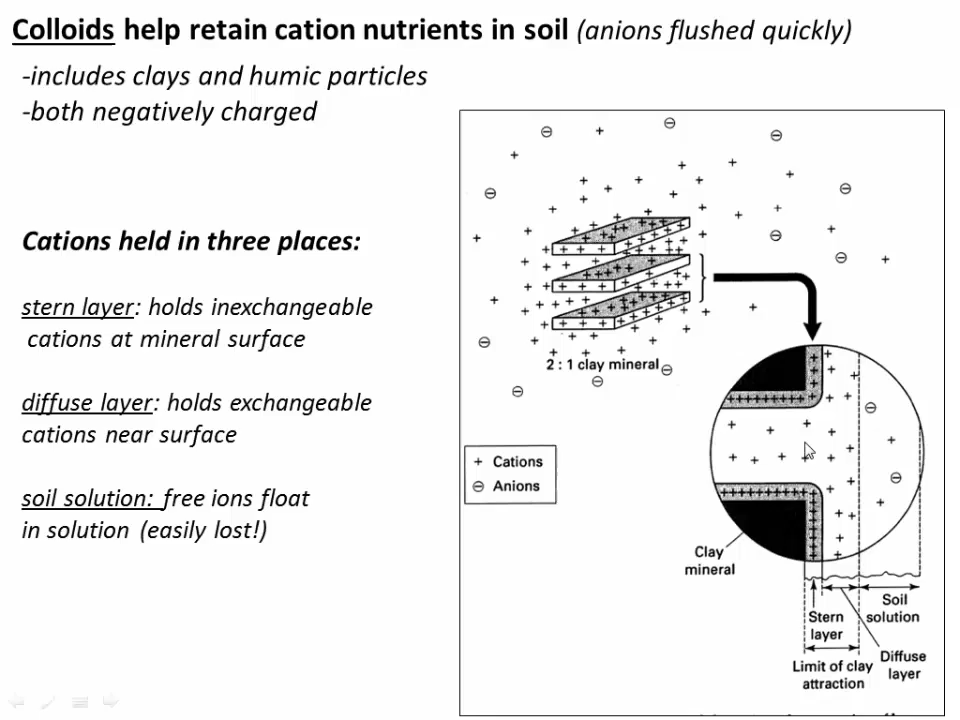 Colloids help retain cation nutrients in soil (anions flushed quickly)
-includes clays and humic particles
-both negatively charged
Cations held in three places:
stern layer: holds inexchangeable
cations at mineral surface
diffuse layer: holds exchangeable
cations near surface
soil solution: free ions float
in solution (easily lost!)
2 : 1 clay mineral
+ Cations
⊖ Anions
Clay
mineral
Stern
layer
Soil
solution
Diffuse
layer
Limit of clay
attraction